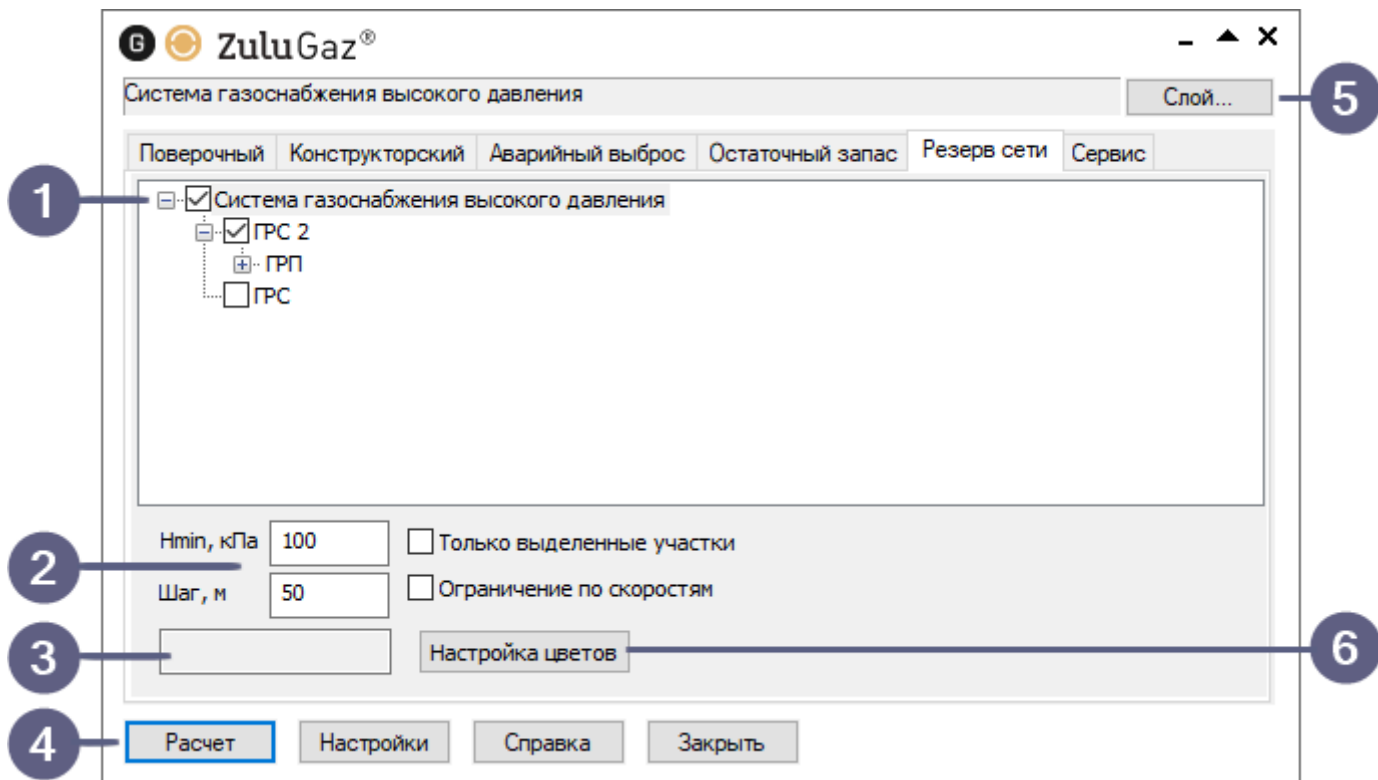 G ZuluGaz®
Система газоснабжения высокого давления Слой... 5
Поверочный Конструкторский Аварийный выброс Остаточный запас Резерв сети Сервис
1 Система газоснабжения высокого давления
ГРС 2
ГРП
ГРС
Hmin, кПа 100 Только выделенные участки
2
Шаг, м 50 Ограничение по скоростям
3 Настройка цветов 6
4 Расчет Настройки Справка Закрыть